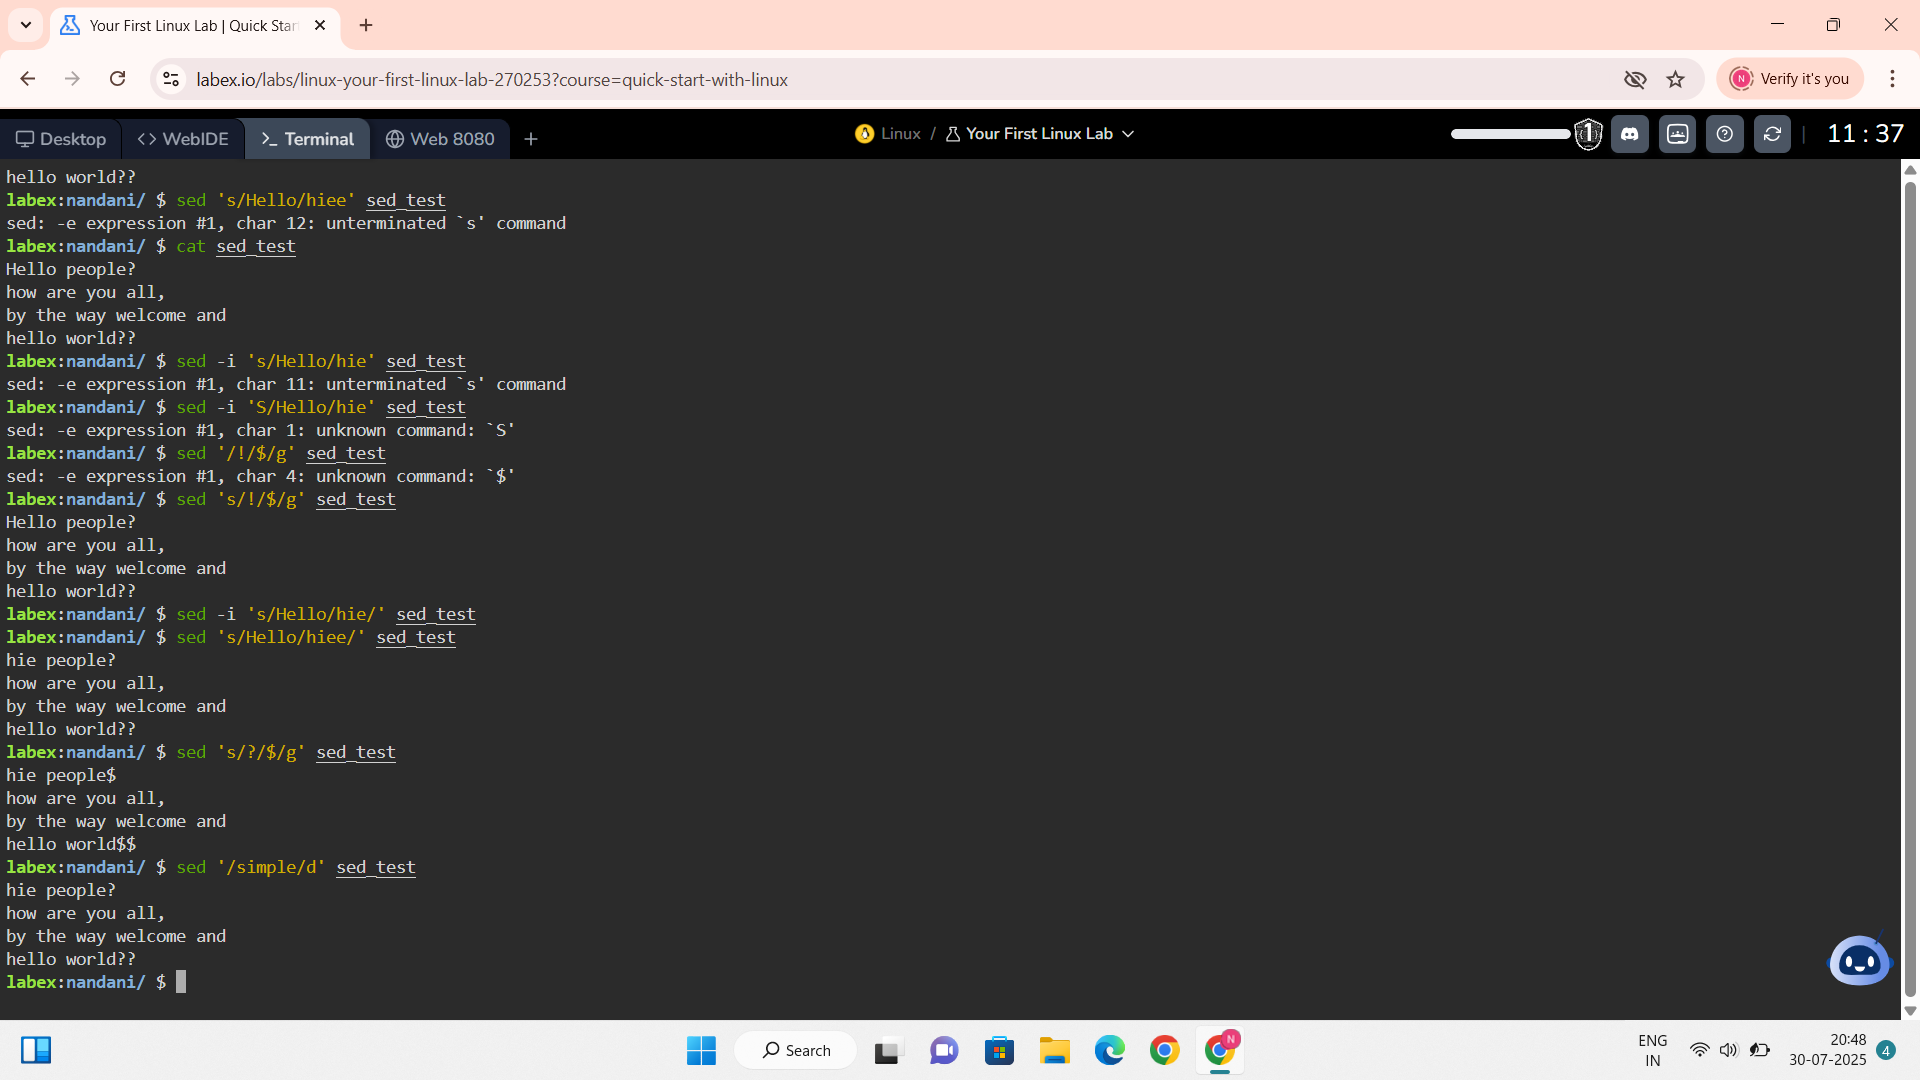 Your First Linux Lab | Quick Star
labex.io/labs/linux-your-first-linux-lab-270253?course=quick-start-with-linux
N Verify it's you
Desktop
WebIDE
Terminal
Web 8080
Linux / Your First Linux Lab
1
11 : 37
hello world??
labex:nandani/ $ sed 's/Hello/hiee' sed_test
sed: -e expression #1, char 12: unterminated `s' command
labex:nandani/ $ cat sed_test
Hello people?
how are you all,
by the way welcome and
hello world??
labex:nandani/ $ sed -i 's/Hello/hie' sed_test
sed: -e expression #1, char 11: unterminated `s' command
labex:nandani/ $ sed -i 'S/Hello/hie' sed_test
sed: -e expression #1, char 1: unknown command: `S'
labex:nandani/ $ sed '/!/$/g' sed_test
sed: -e expression #1, char 4: unknown command: `$'
labex:nandani/ $ sed 's/!/$/g' sed_test
Hello people?
how are you all,
by the way welcome and
hello world??
labex:nandani/ $ sed -i 's/Hello/hie/' sed_test
labex:nandani/ $ sed 's/Hello/hiee/' sed_test
hie people?
how are you all,
by the way welcome and
hello world??
labex:nandani/ $ sed 's/?/$/g' sed_test
hie people$
how are you all,
by the way welcome and
hello world$$
labex:nandani/ $ sed '/simple/d' sed_test
hie people?
how are you all,
by the way welcome and
hello world??
labex:nandani/ $
Search
N
ENG
IN
20:48
30-07-2025
4